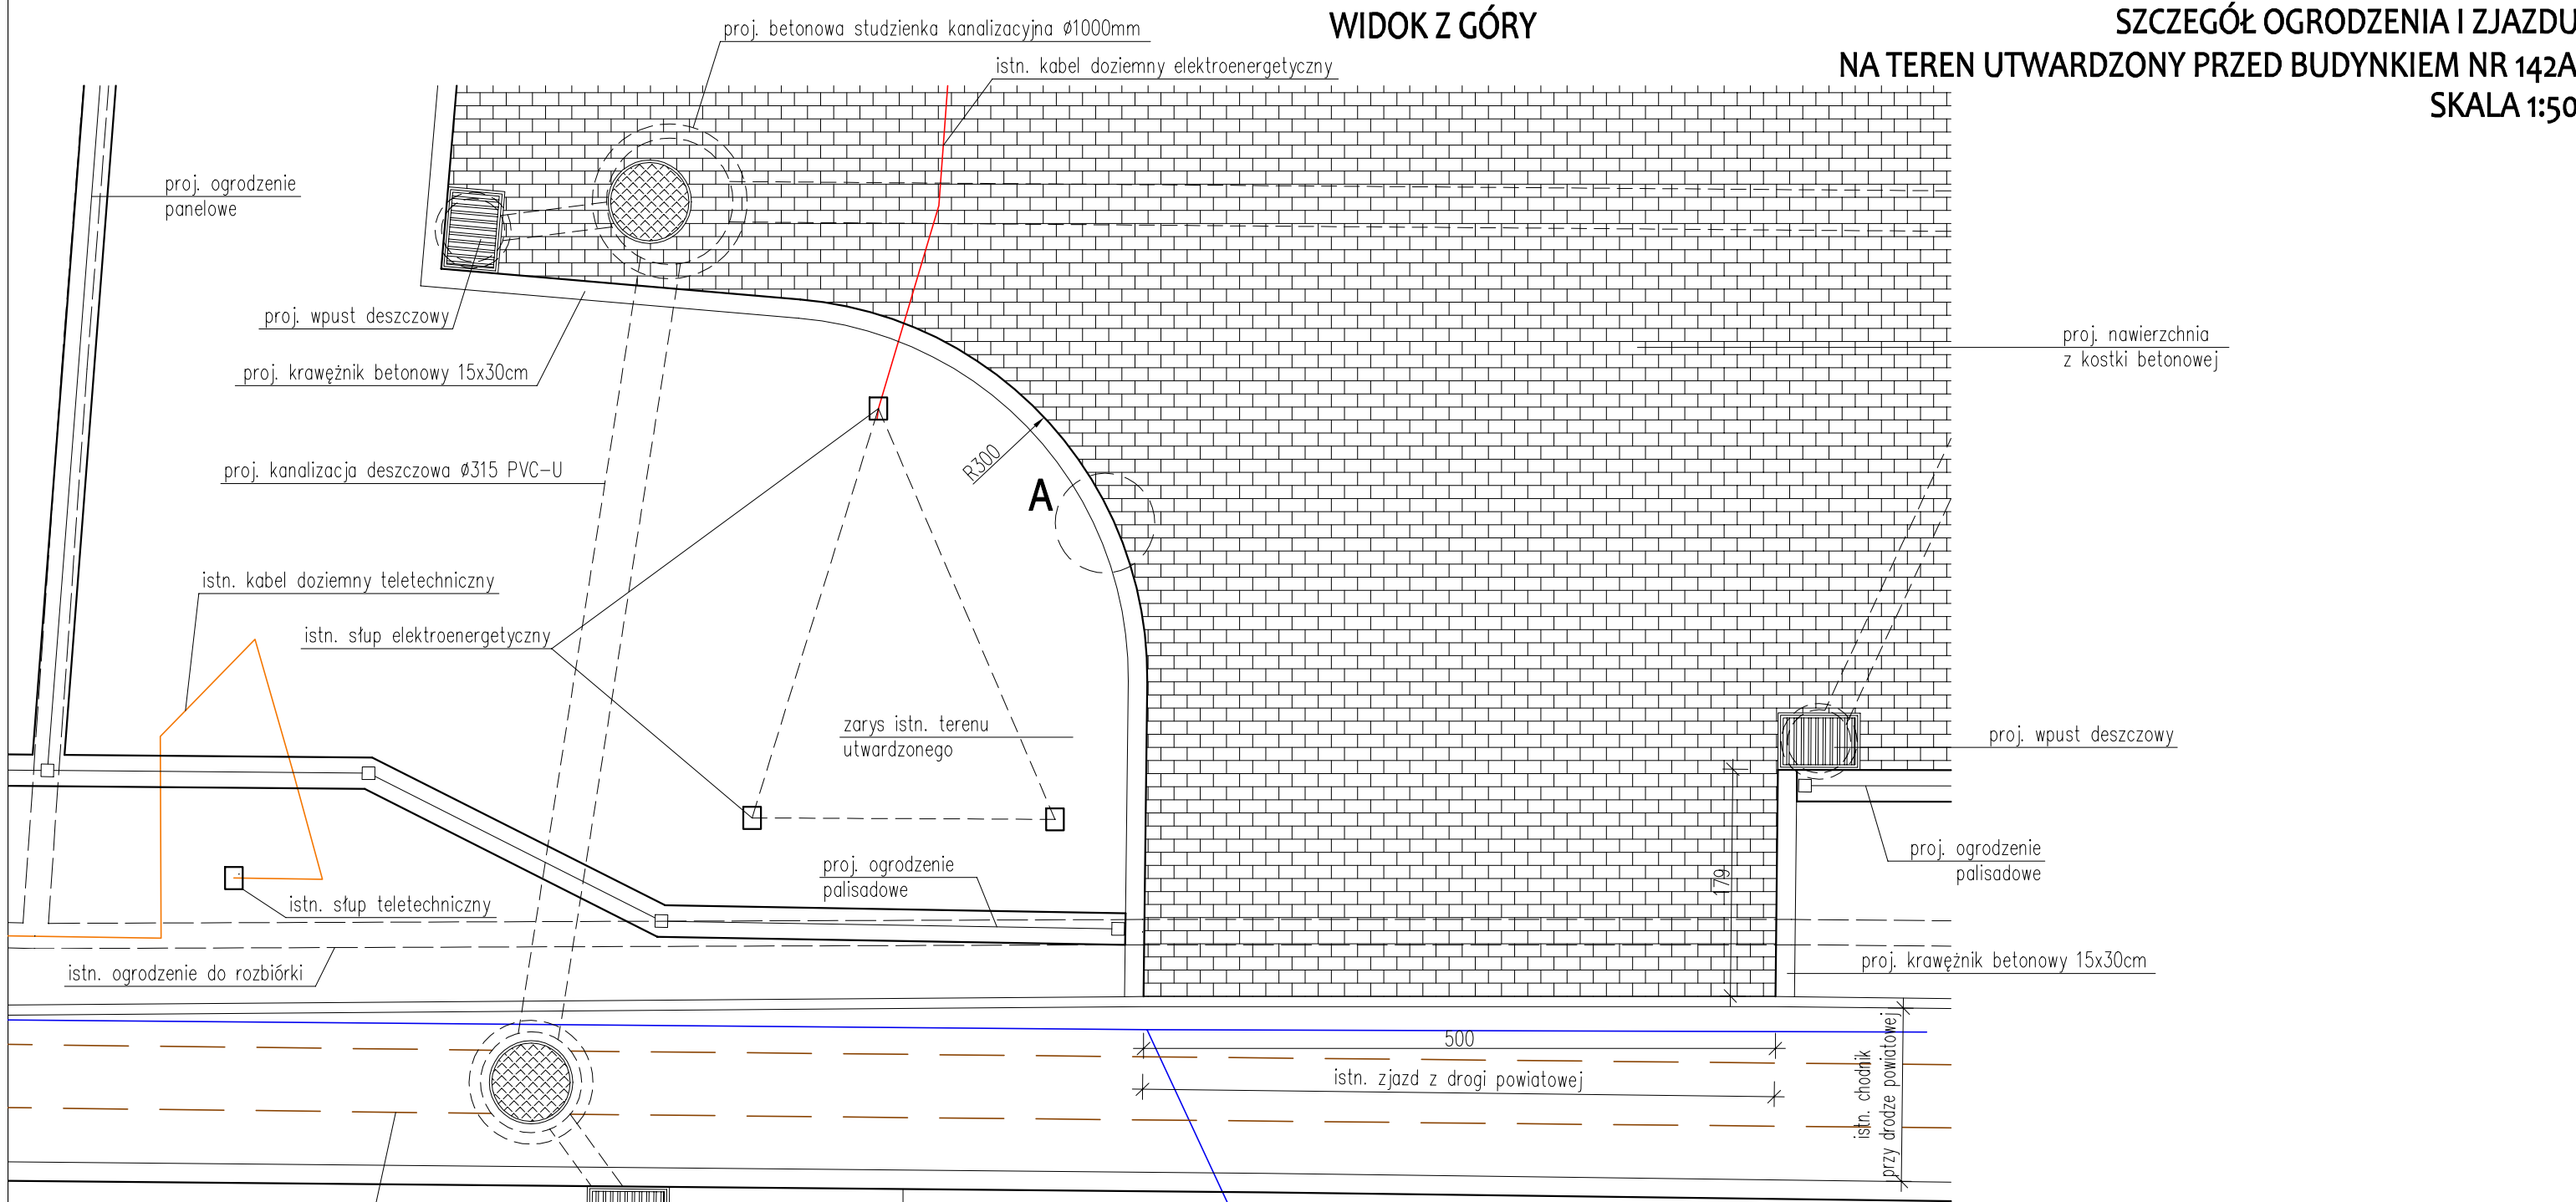 WIDOK Z GÓRY
SZCZEGÓŁ OGRODZENIA I ZJAZDU
NA TEREN UTWARDZONY PRZED BUDYNKIEM NR 142A
SKALA 1:50
proj. betonowa studzienka kanalizacyjna Ø1000mm
istn. kabel doziemny elektroenergetyczny
proj. ogrodzenie
panelowe
proj. wpust deszczowy
proj. krawężnik betonowy 15x30cm
proj. nawierzchnia
z kostki betonowej
proj. kanalizacja deszczowa Ø315 PVC-U
R300
A
istn. kabel doziemny teletechniczny
istn. słup elektroenergetyczny
zarys istn. terenu
utwardzonego
proj. wpust deszczowy
proj. ogrodzenie
palisadowe
proj. ogrodzenie
palisadowe
179
istn. słup teletechniczny
istn. ogrodzenie do rozbiórki
proj. krawężnik betonowy 15x30cm
500
istn. zjazd z drogi powiatowej
istn. chodnik
przy drodze powiatowej